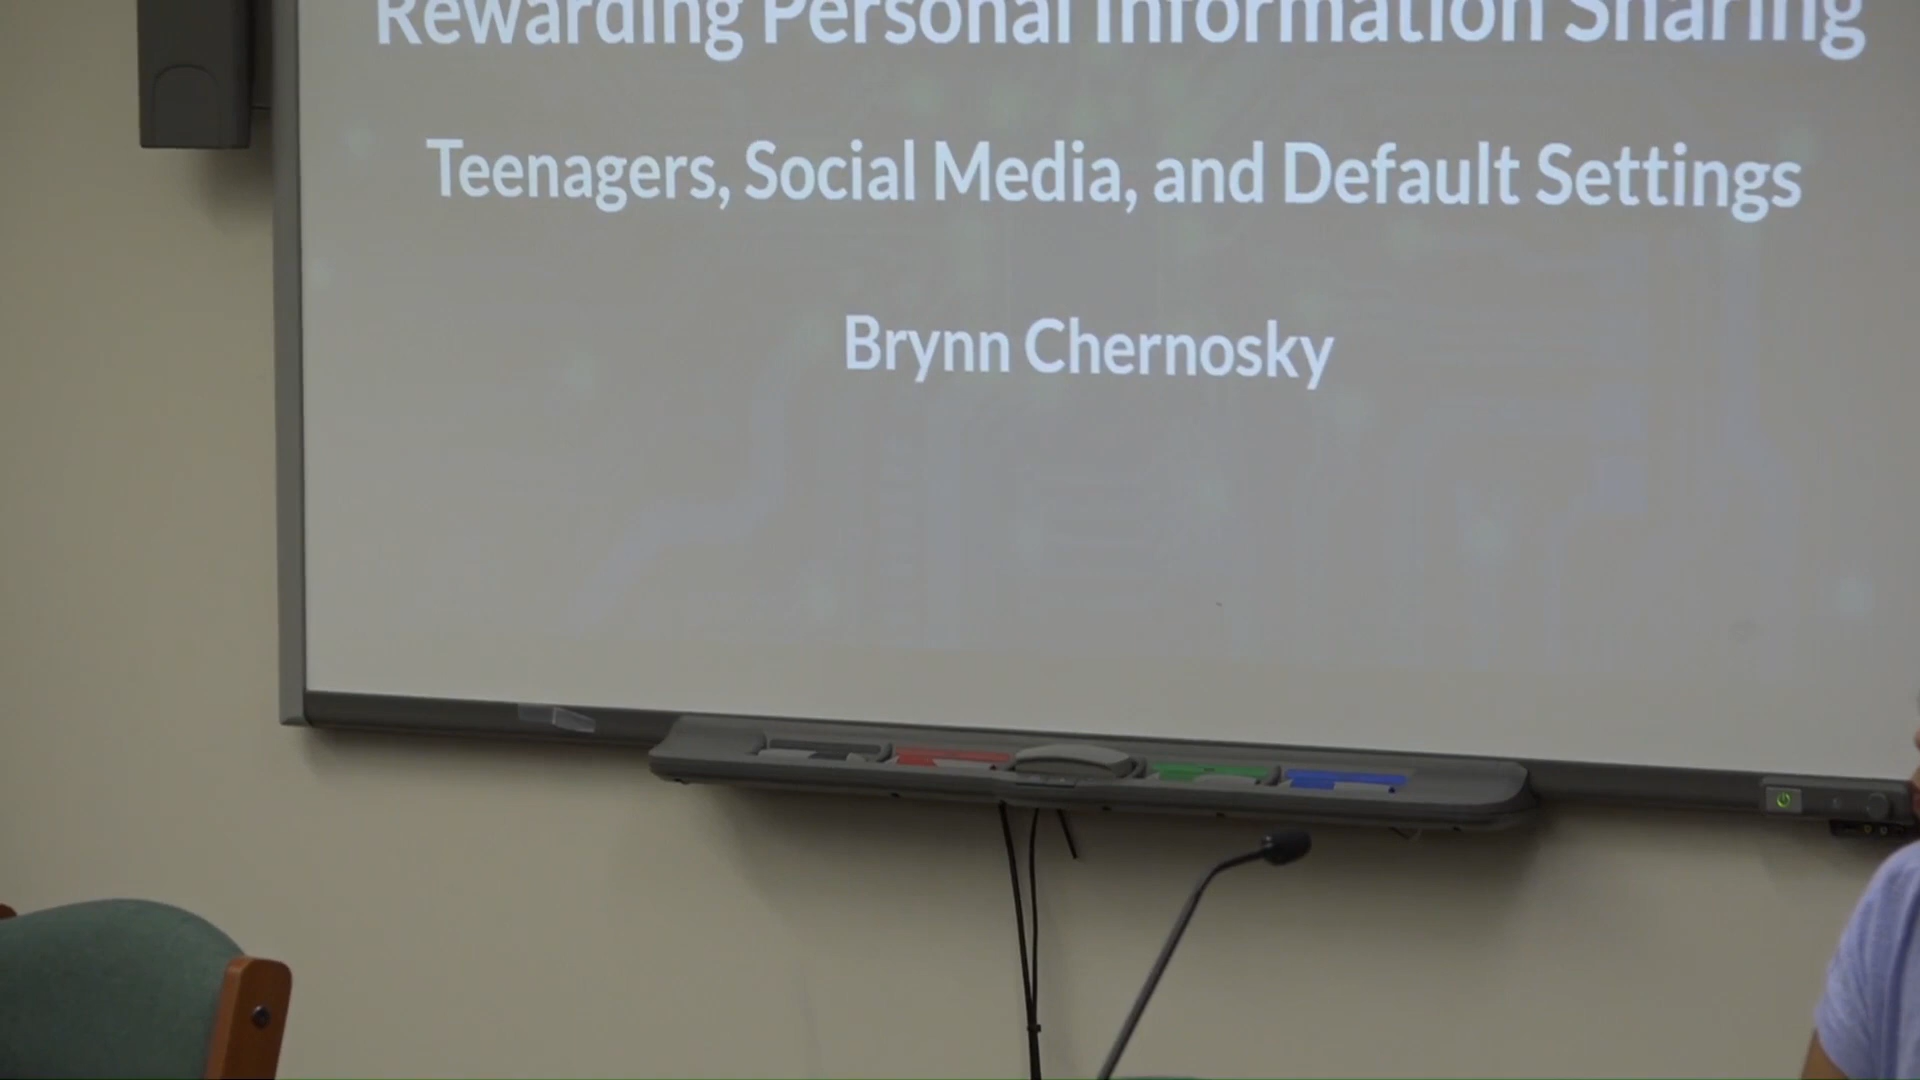 Rewarding Personal Information Sharing
Teenagers, Social Media, and Default Settings
Brynn Chernosky